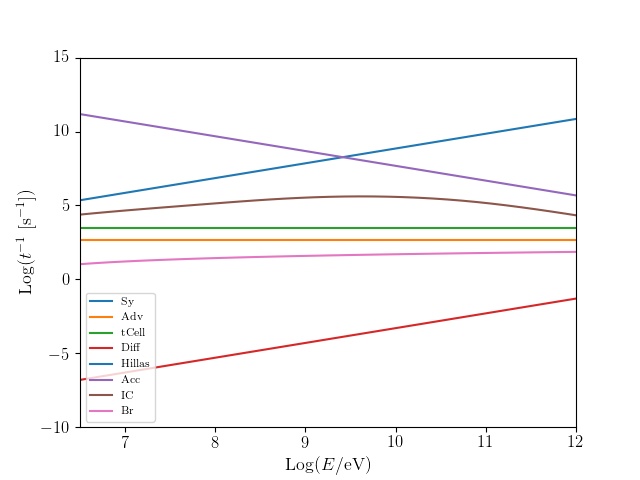 15
10
5
0
−5
−10
Log(t⁻¹ [s⁻¹])
Sy
Adv
tCell
Diff
Hillas
Acc
IC
Br
7 8 9 10 11 12
Log(E/eV)